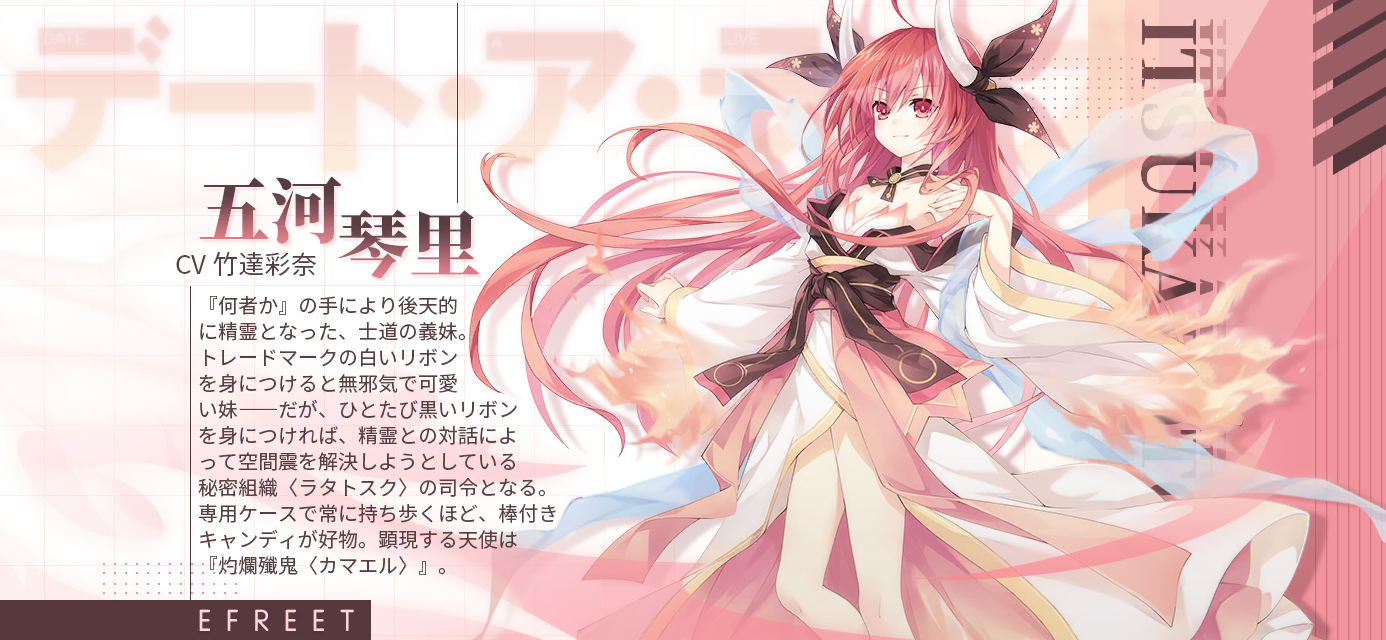 DATE
A
LIVE
デート・ア・
五河
琴里
CV 竹達彩奈
『何者か』の手により後天的
に精霊となった、士道の義妹。
トレードマークの白いリボン
を身につけると無邪気で可愛
い妹──だが、ひとたび黒いリボン
を身につければ、精霊との対話によ
って空間震を解決しようとしている
秘密組織〈ラタトスク〉の司令となる。
専用ケースで常に持ち歩くほど、棒付き
キャンディが好物。顕現する天使は
『灼爛殲鬼〈カマエル〉』。
EFREET
ITSUKA